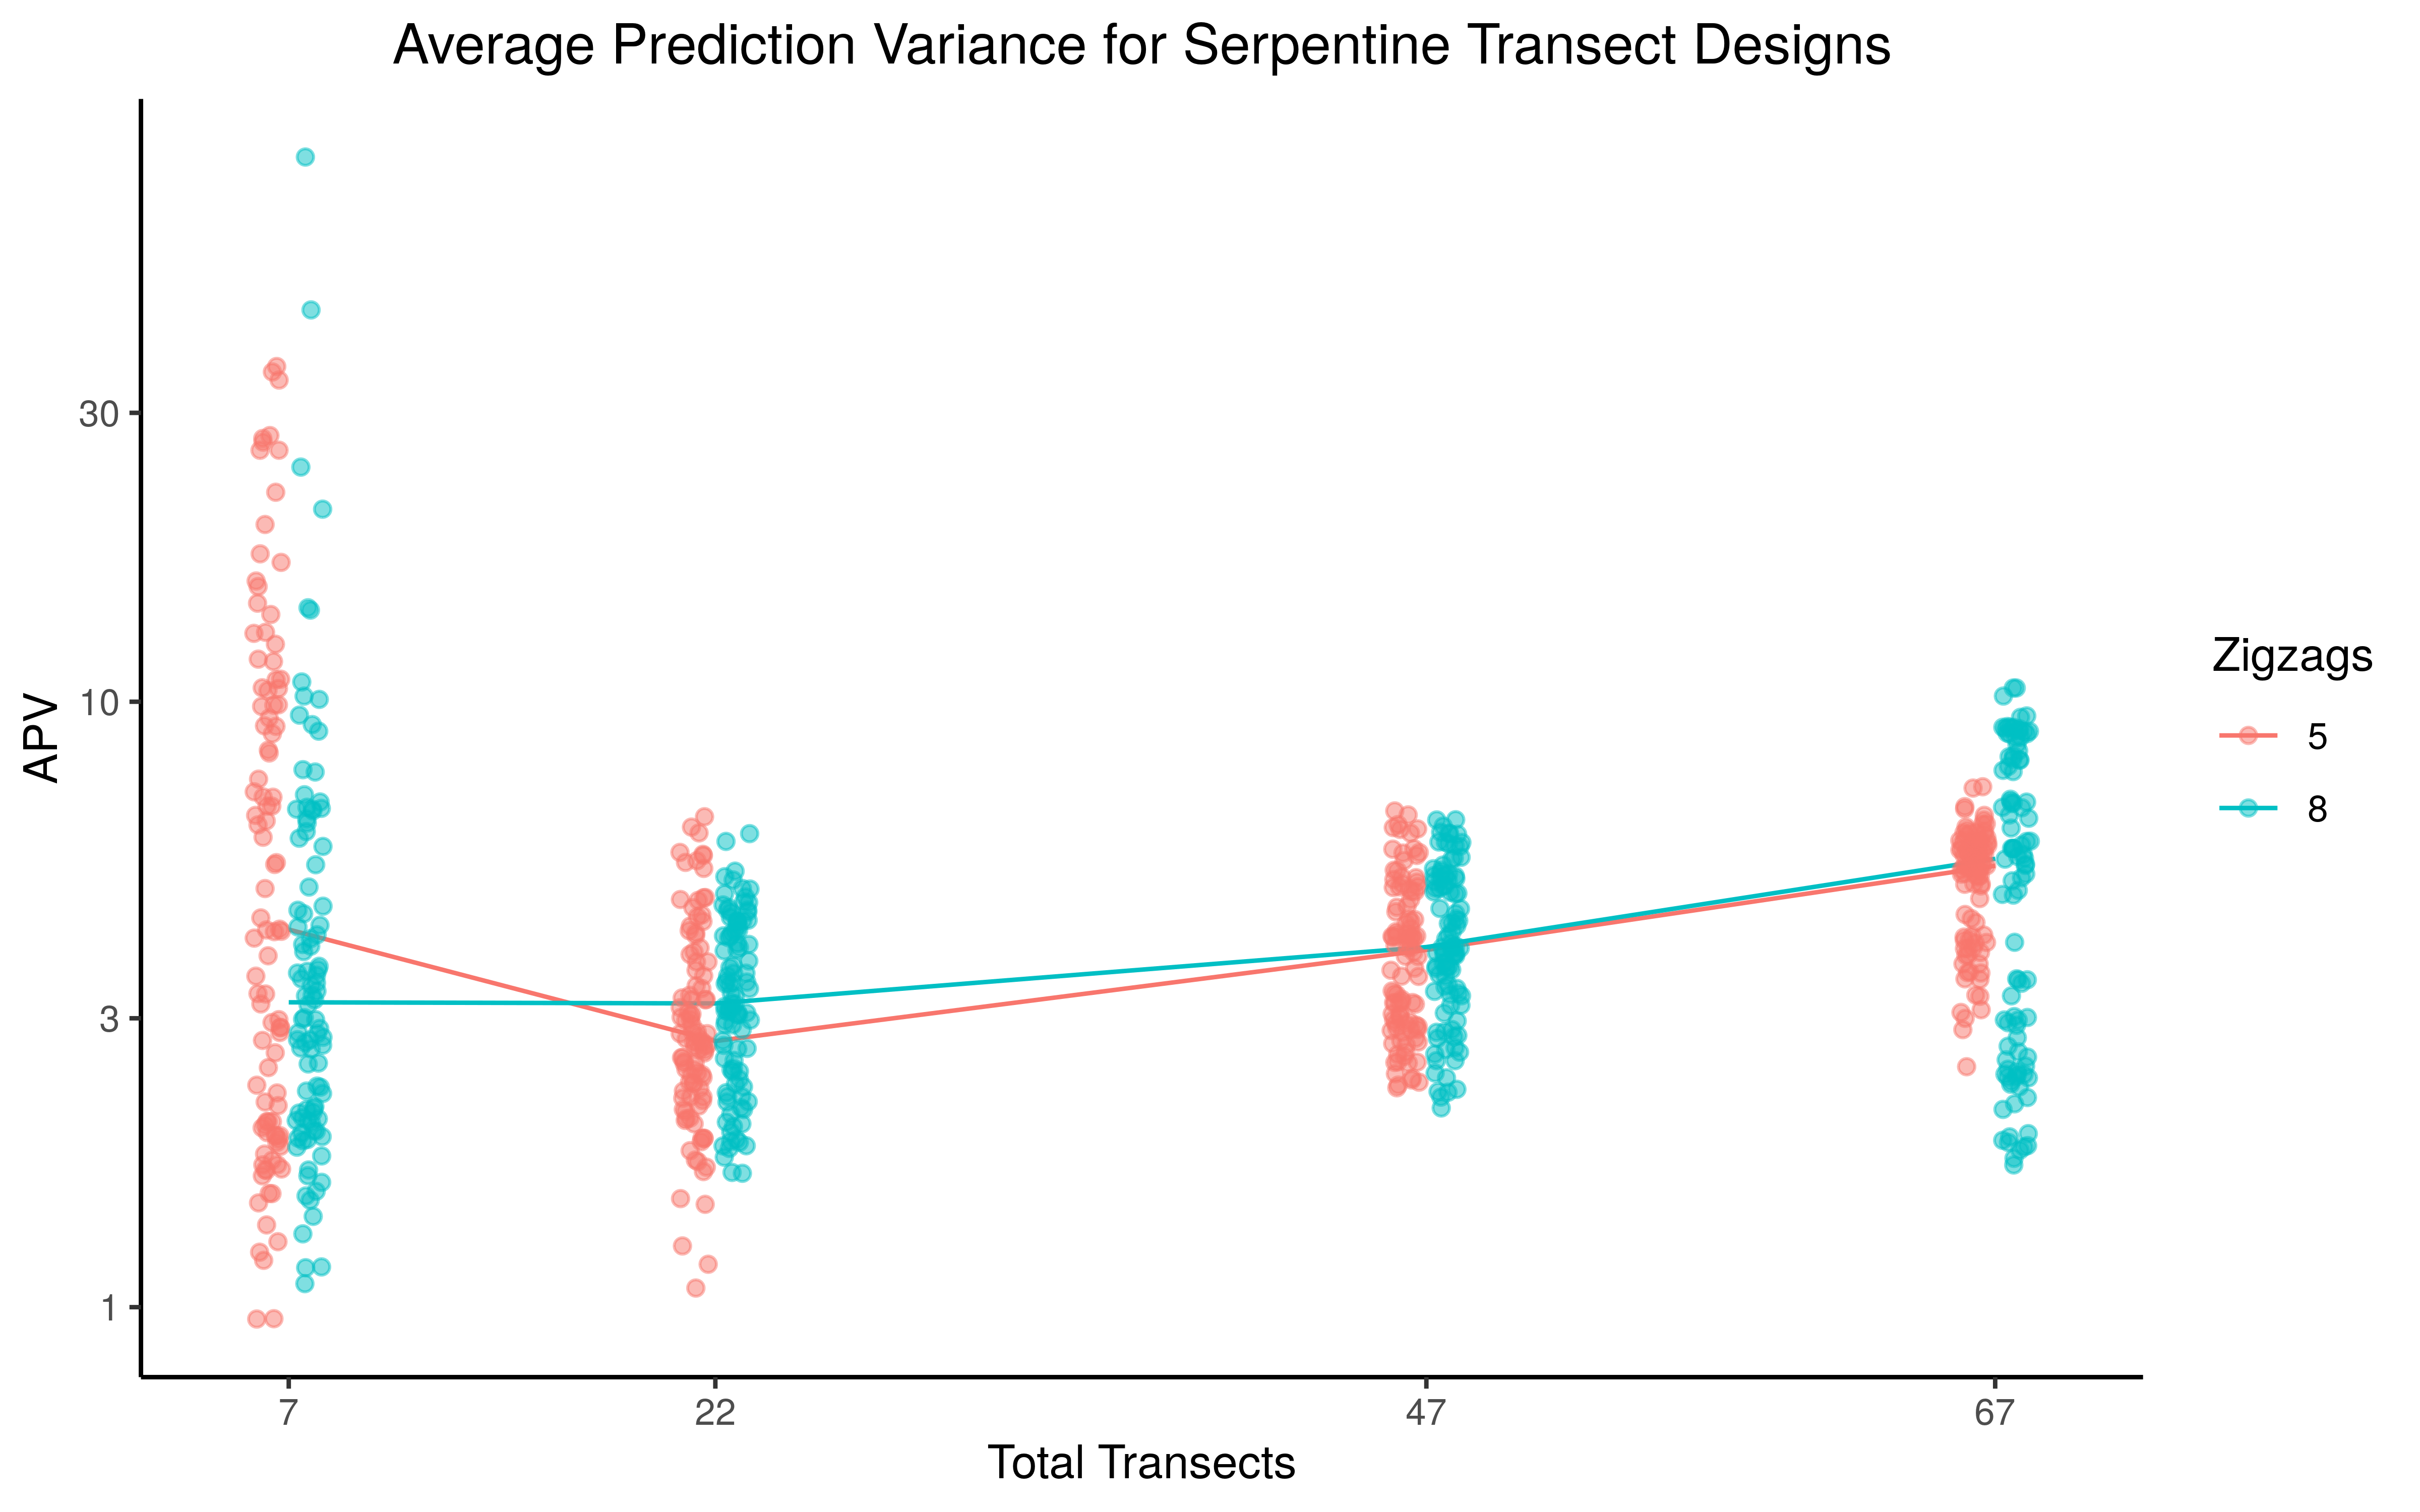 Average Prediction Variance for Serpentine Transect Designs
APV
30
10
3
1
7 22 47 67
Total Transects
Zigzags
5
8